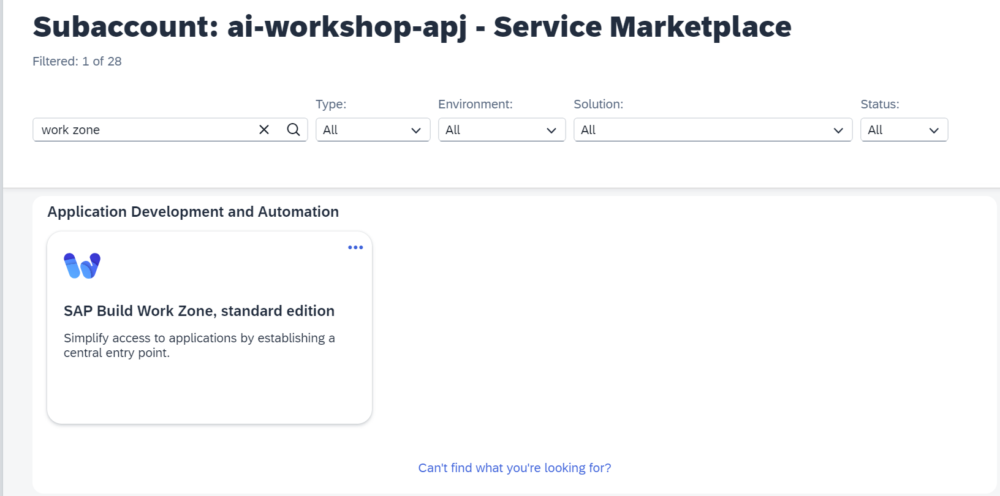 Subaccount: ai-workshop-apj - Service Marketplace
Filtered: 1 of 28
Type:
Environment:
Solution:
Status:
work zone
All
All
All
All
Application Development and Automation
SAP Build Work Zone, standard edition
Simplify access to applications by establishing a
central entry point.
Can't find what you're looking for?